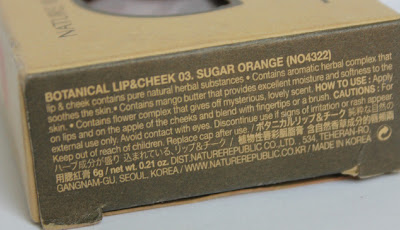 NATURE
BOTANICAL LIP&CHEEK 03. SUGAR ORANGE (NO4322)
lip & cheek contains pure natural herbal substances • Contains aromatic herbal complex that
soothes the skin. • Contains mango butter that provides excellent moisture and softness to the
skin. • Contains flower complex that gives off mysterious, lovely scent. HOW TO USE : Apply
on lips and on the apple of the cheeks and blend with fingertips or a brush. CAUTIONS : For
external use only. Avoid contact with eyes. Discontinue use if signs of irritation or rash appear
Keep out of reach of children. Replace cap after use. / ボタニカルリップ&チーク
ハーブ成分が盛り込まれている、リップ&チーク / 植物性
用腮紅膏 6g / net wt. 0.21 oz. DIST.NATUREREPUBLIC CO.,LTD., 534, TEHERAN-RO,
GANGNAM-GU, SEOUL, KOREA / WWW.NATUREREPUBLIC.CO.KR / MADE IN KOREA